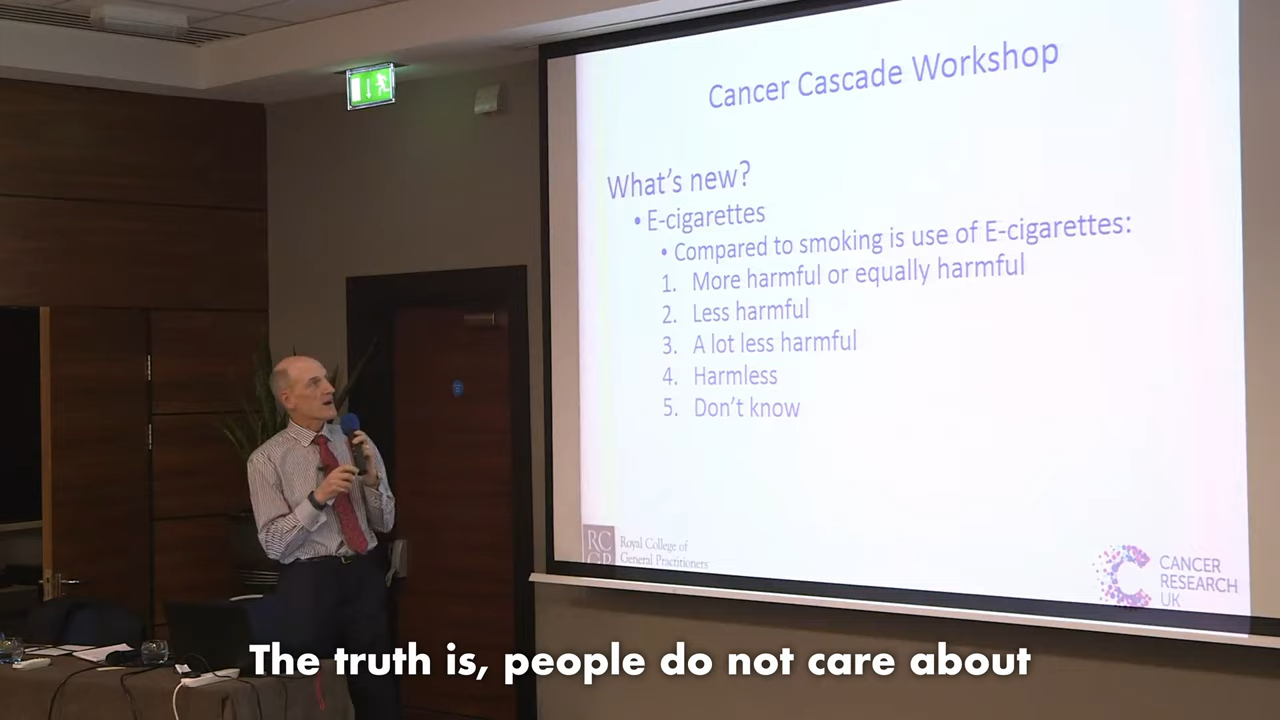 Cancer Cascade Workshop
What's new?
• E-cigarettes
• Compared to smoking is use of E-cigarettes:
1. More harmful or equally harmful
2. Less harmful
3. A lot less harmful
4. Harmless
5. Don't know
RC
GP
Royal College of
General Practitioners
CANCER
RESEARCH
UK
The truth is, people do not care about